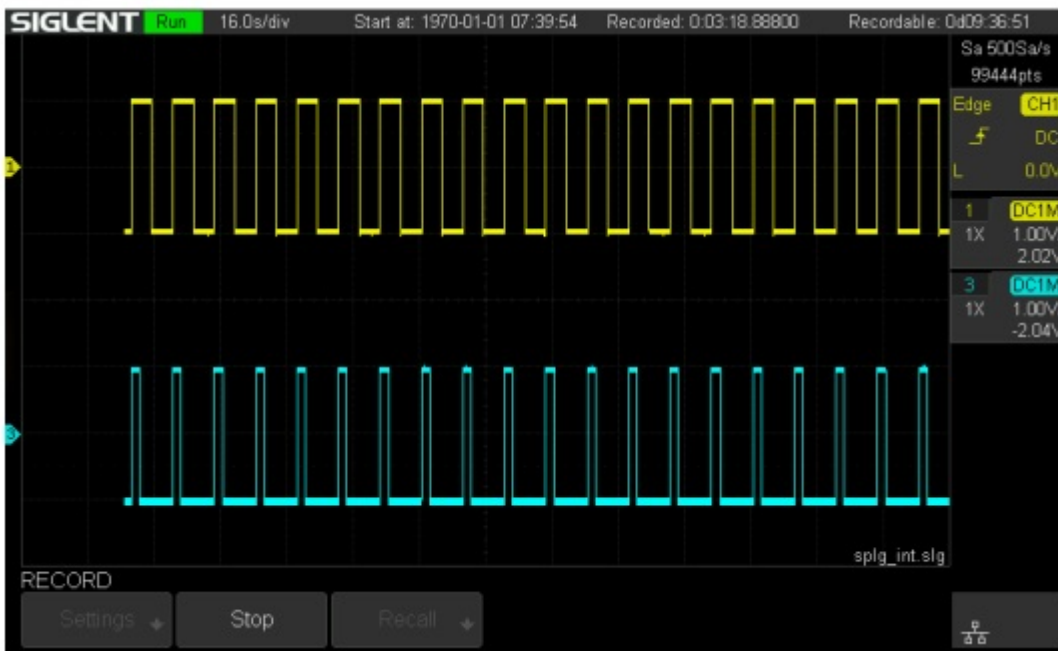 SIGLENT Run 16.0s/div Start at: 1970-01-01 07:39:54 Recorded: 0:03:18.88800 Recordable: 0d09:36:51
Sa 500Sa/s
99444pts
Edge CH1
DC
L 0.0V
1
1 DC1M
1X 1.00V
2.02V
3 DC1M
1X 1.00V
-2.04V
3
splg_int.slg
RECORD
Settings Stop Recall